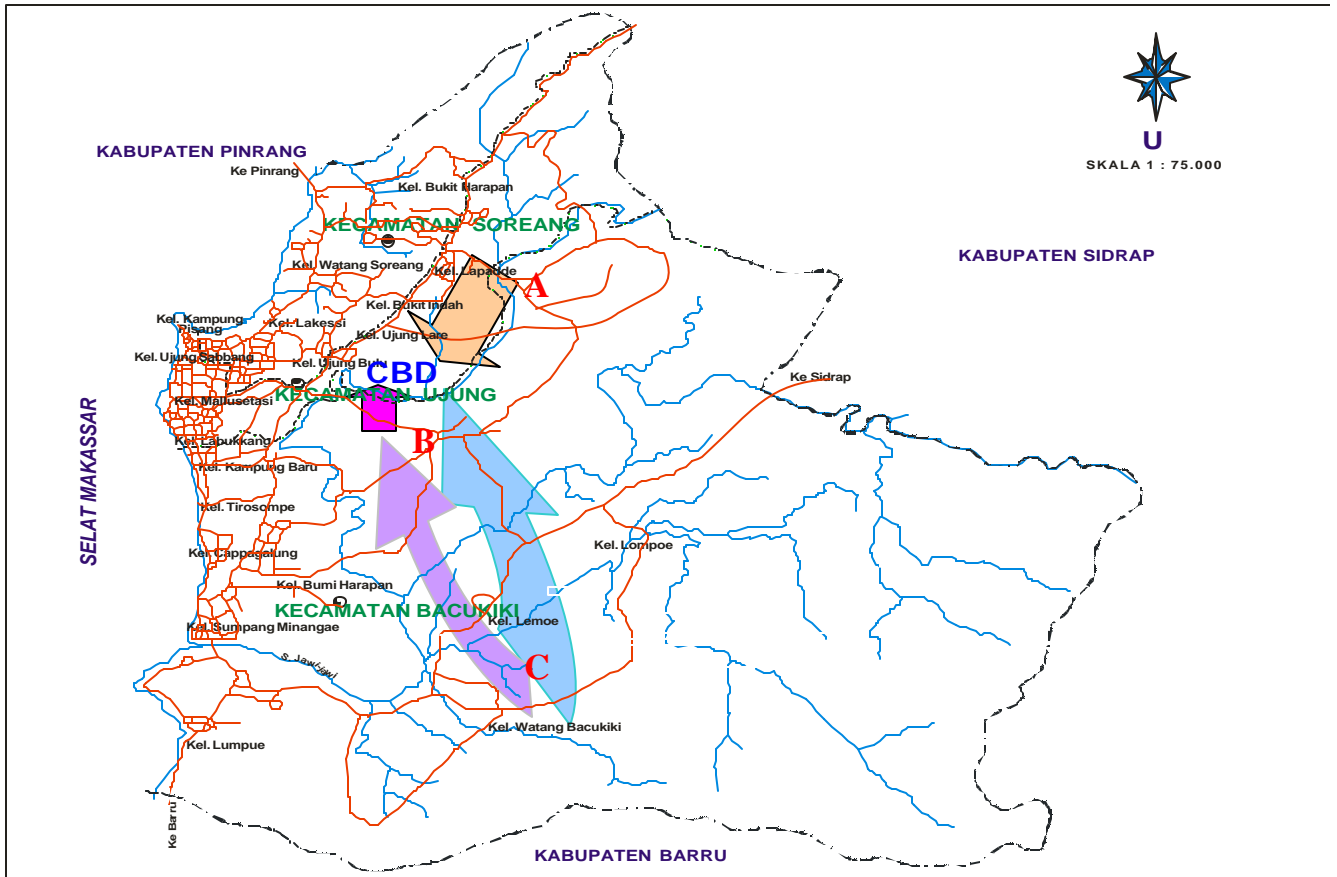 U
SKALA 1 : 75.000
KABUPATEN PINRANG
Ke Pinrang
Kel. Bukit Harapan
KECAMATAN SOREANG
KABUPATEN SIDRAP
Kel. Watang Soreang
Kel. Lapadde
A
Kel. Bukit Indah
Kel. Kampung
Pisang
Kel. Lakessi
Kel. Ujung Lare
Kel. Ujung Sabbang
Kel. Ujung Bulu
CBD
Ke Sidrap
KECAMATAN UJUNG
Kel. Mallusetasi
B
Kel. Labukkang
Kel. Kampung Baru
SELAT MAKASSAR
Kel. Tirosompe
Kel. Cappagalung
Kel. Lompoe
Kel. Bumi Harapan
KECAMATAN BACUKIKI
Kel. Lemoe
Kel. Sumpang Minangae
C
Kel. Watang Bacukiki
Kel. Lumpue
Ke Barru
KABUPATEN BARRU